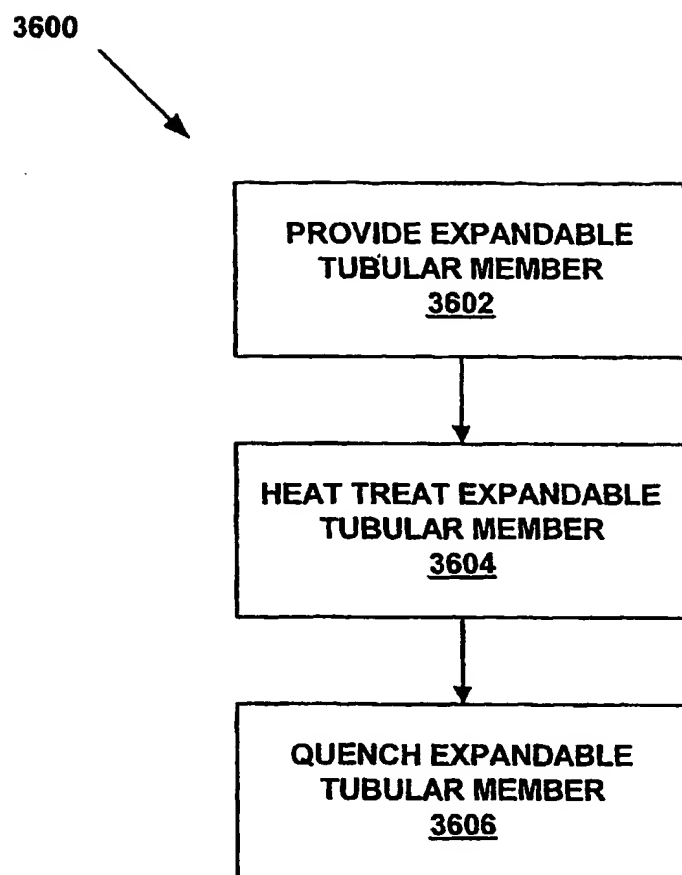 3600
PROVIDE EXPANDABLE
TUBULAR MEMBER
3602
HEAT TREAT EXPANDABLE
TUBULAR MEMBER
3604
QUENCH EXPANDABLE
TUBULAR MEMBER
3606